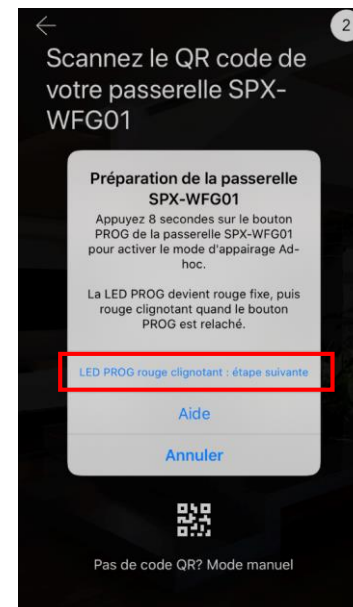 2
Scannez le QR code de
votre passerelle SPX-
WFG01
Préparation de la passerelle
SPX-WFG01
Appuyez 8 secondes sur le bouton
PROG de la passerelle SPX-WFG01
pour activer le mode d'appairage Ad-
hoc.
La LED PROG devient rouge fixe, puis
rouge clignotant quand le bouton
PROG est relaché.
LED PROG rouge clignotant : étape suivante
Aide
Annuler
Pas de code QR? Mode manuel